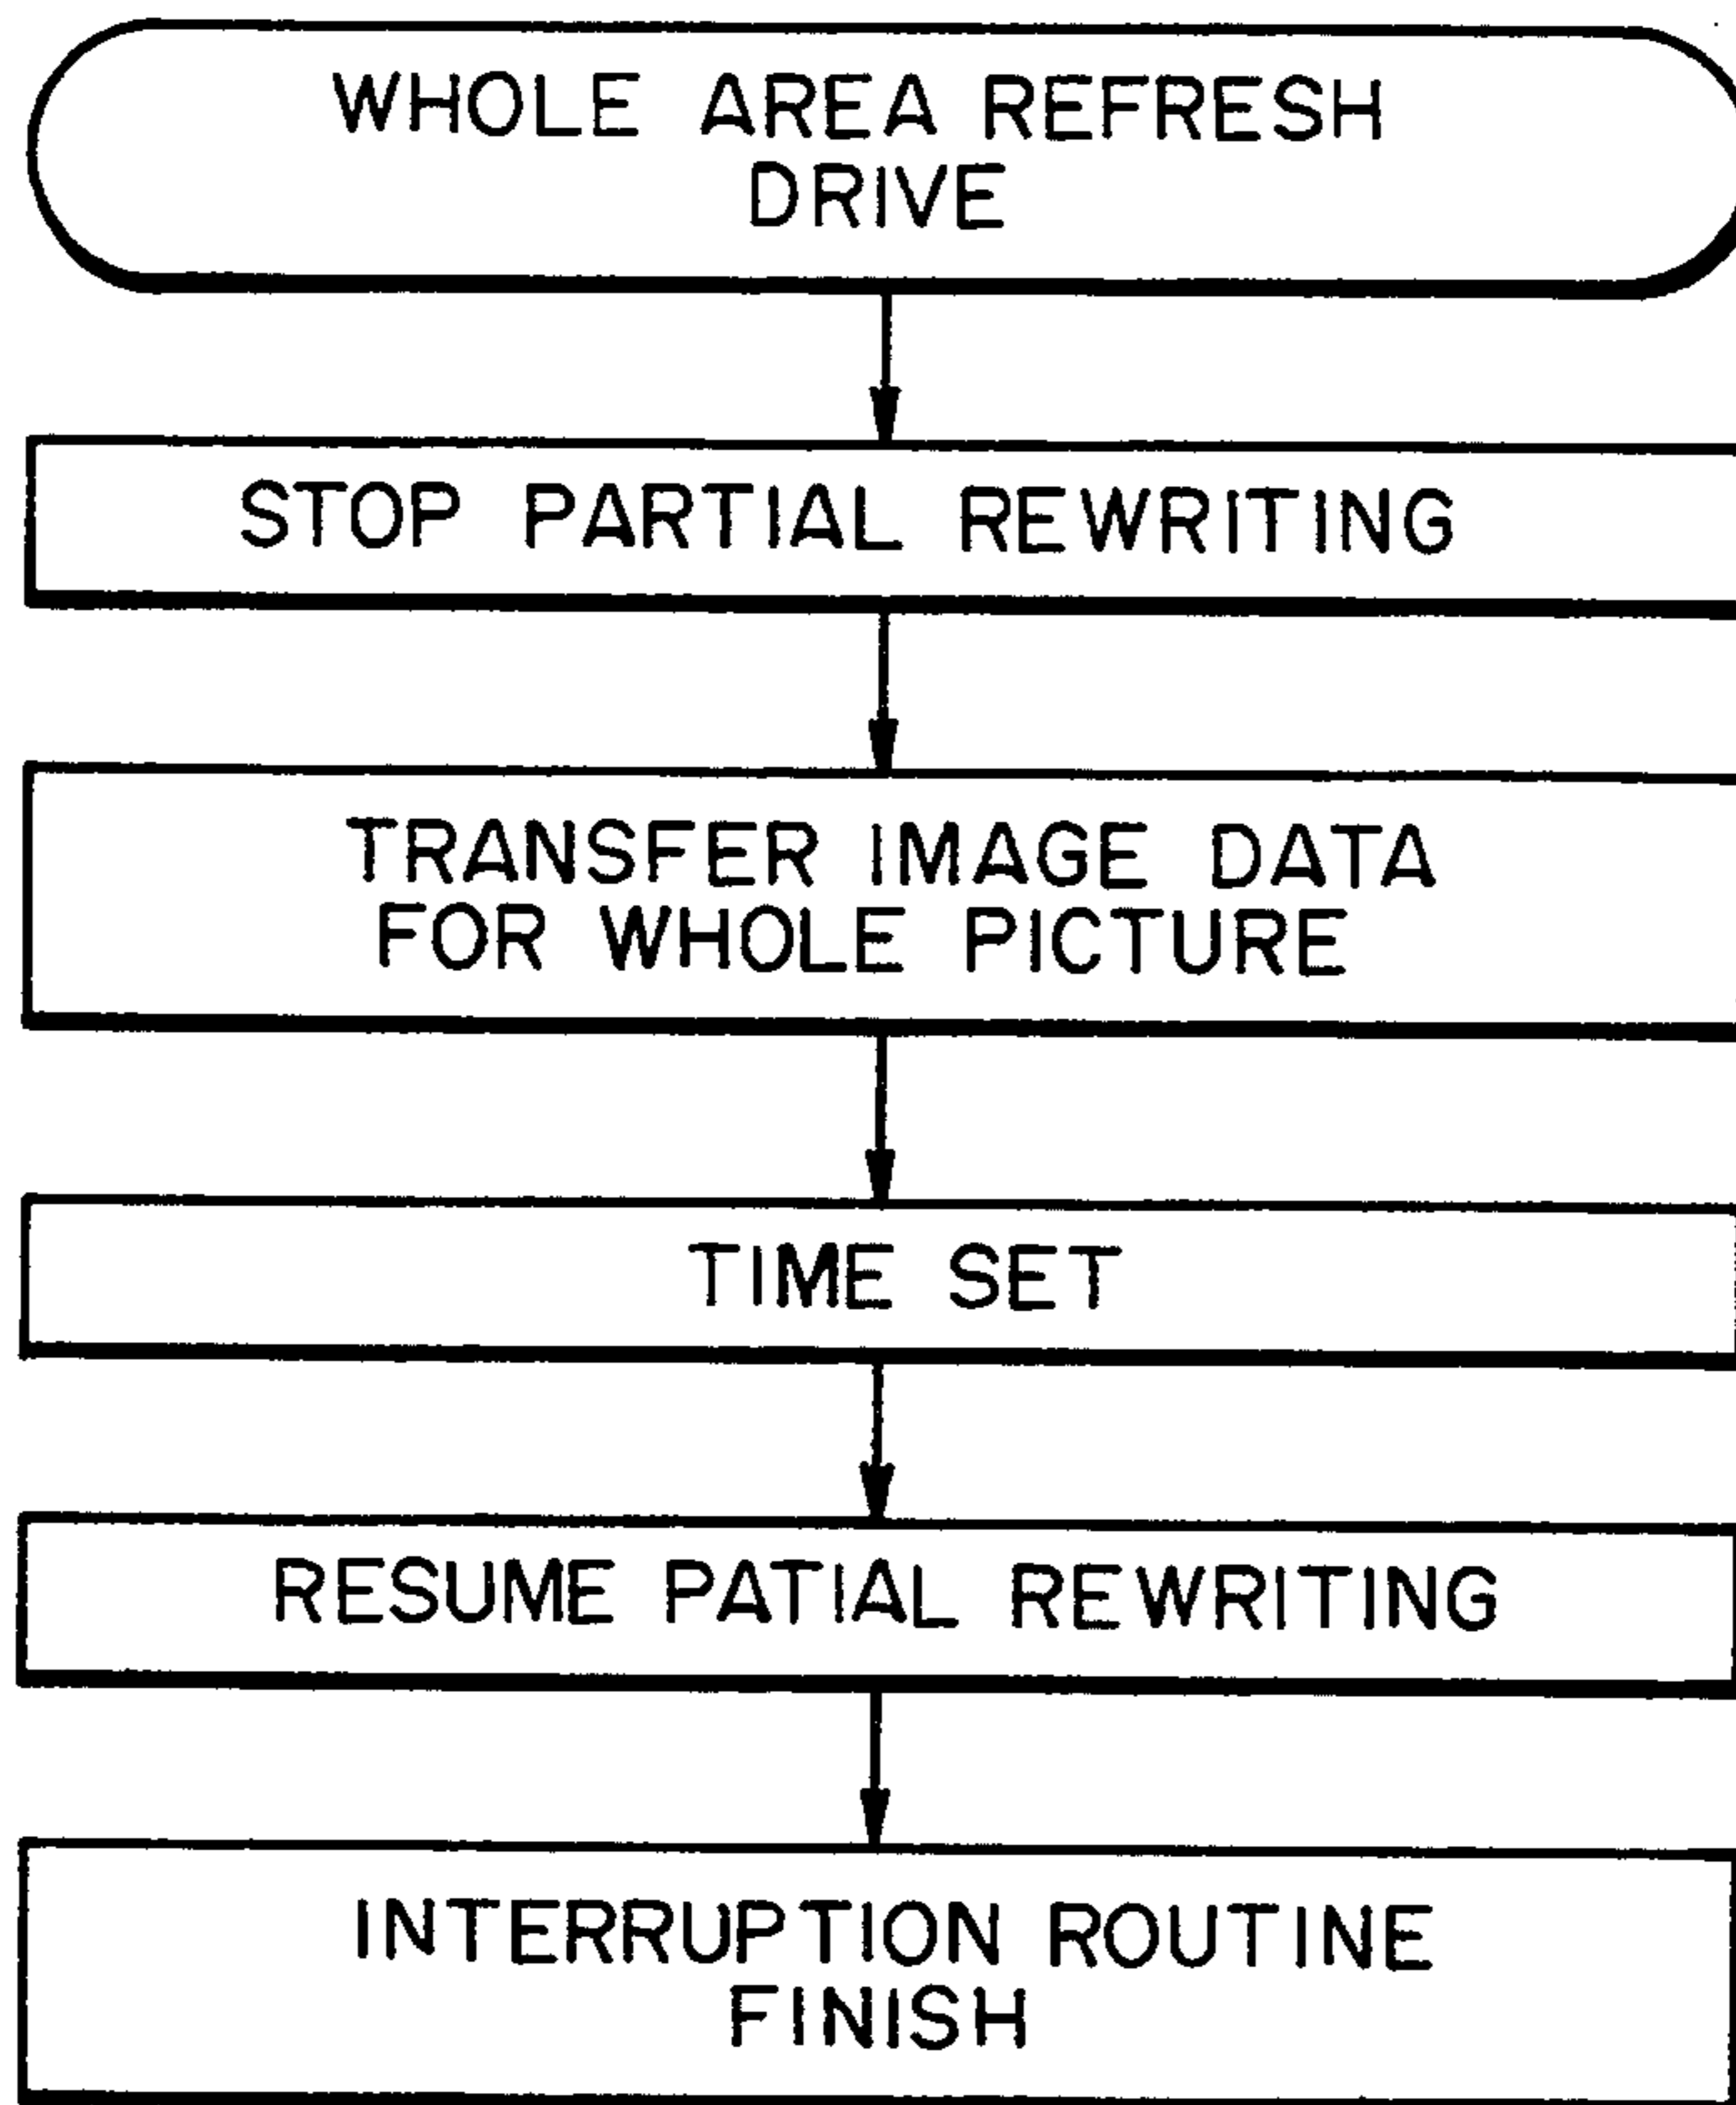 WHOLE AREA REFRESH
DRIVE
STOP PARTIAL REWRITING
TRANSFER IMAGE DATA
FOR WHOLE PICTURE
TIME SET
RESUME PATIAL REWRITING
INTERRUPTION ROUTINE
FINISH